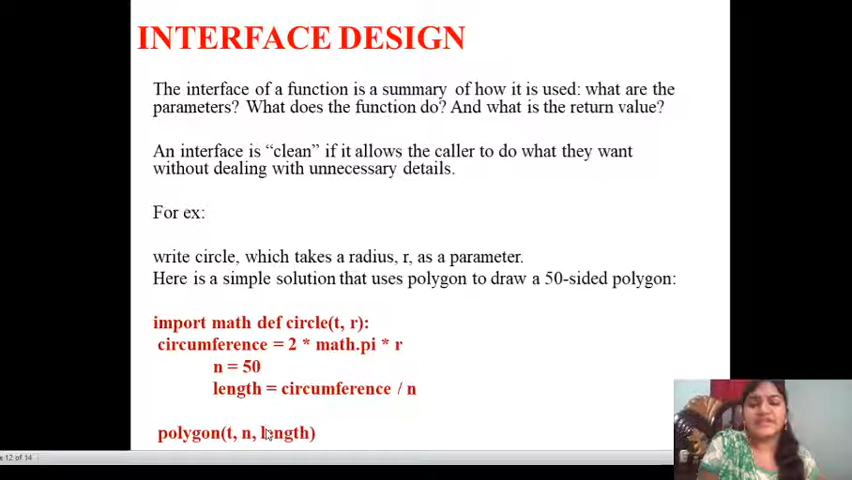 INTERFACE DESIGN
The interface of a function is a summary of how it is used: what are the
parameters? What does the function do? And what is the return value?
An interface is “clean” if it allows the caller to do what they want
without dealing with unnecessary details.
For ex:
write circle, which takes a radius, r, as a parameter.
Here is a simple solution that uses polygon to draw a 50-sided polygon:
import math def circle(t, r):
circumference = 2 * math.pi * r
n = 50
length = circumference / n
polygon(t, n, length)
12 of 14